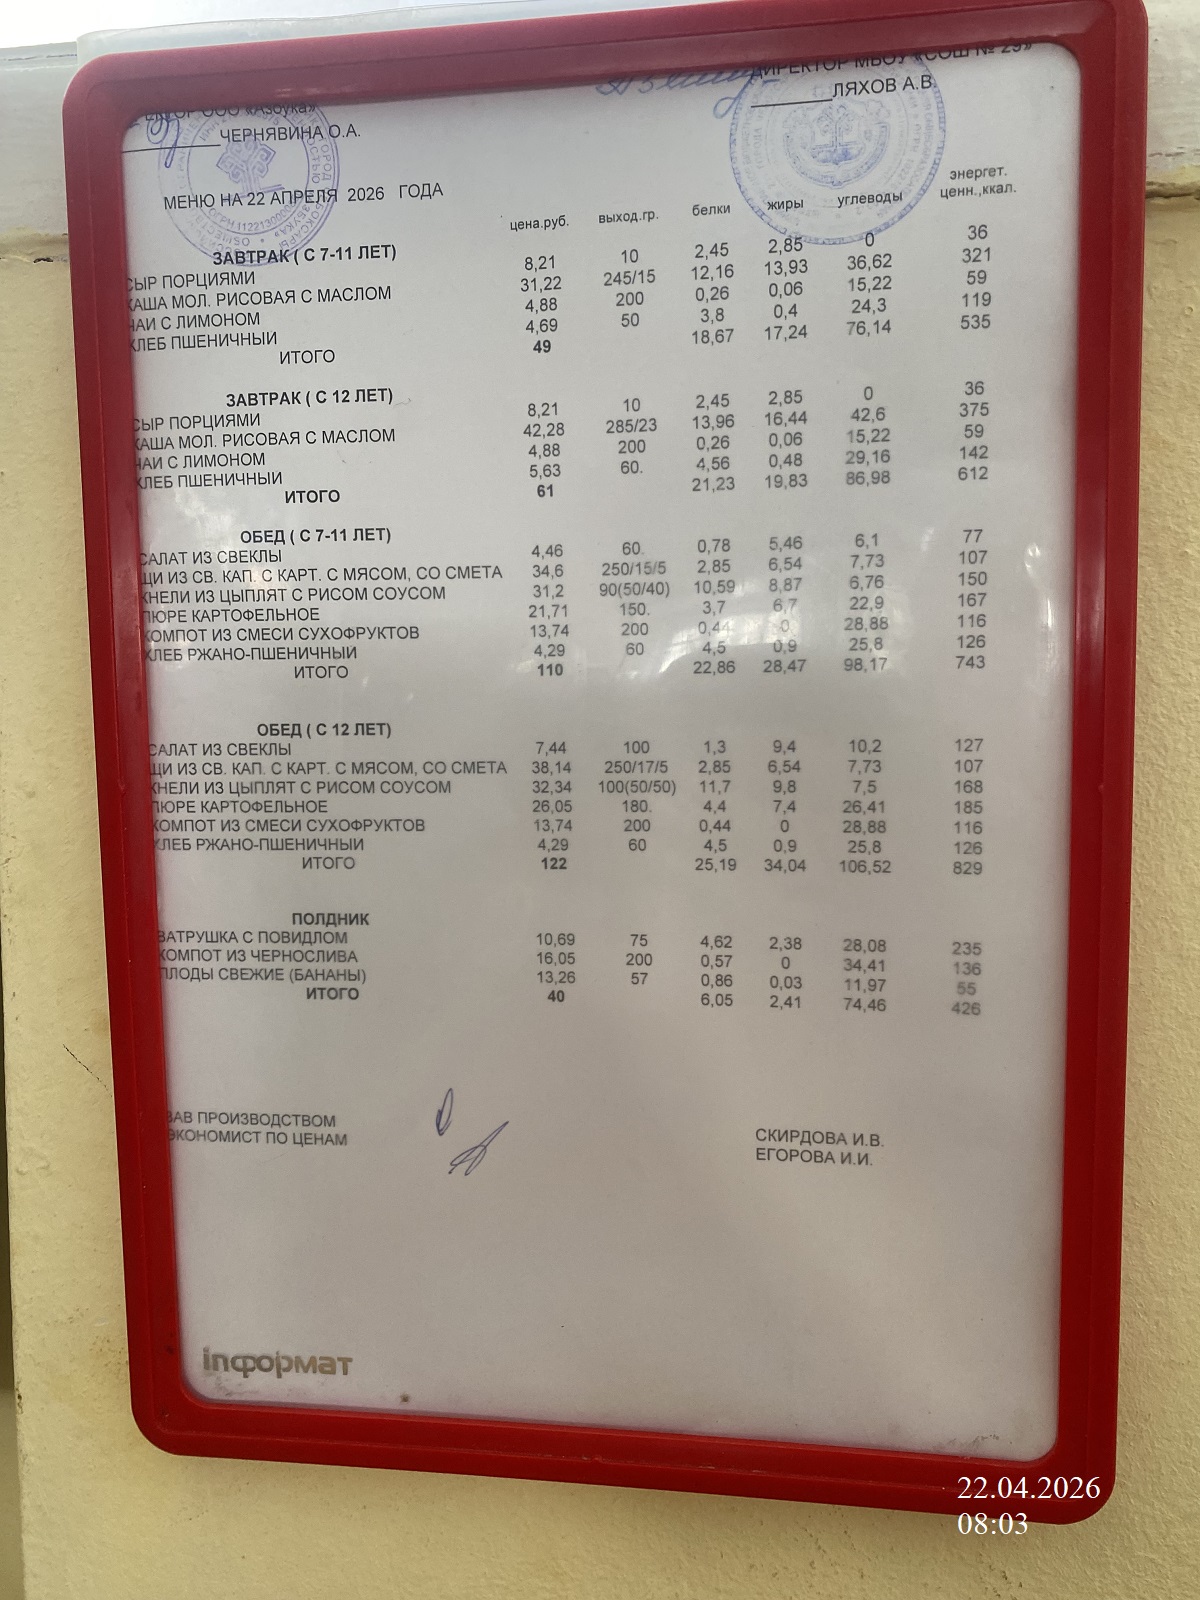 ДИРЕКТОР МБОУ «СОШ № 29»
ЛЯХОВ А.В.
ЕКТОР ООО «Азбука»
ЧЕРНЯВИНА О.А.
МЕНЮ НА 22 АПРЕЛЯ 2026 ГОДА
цена.руб. выход.гр. белки жиры углеводы энергет. ценн.,ккал.
ЗАВТРАК ( С 7-11 ЛЕТ)
СЫР ПОРЦИЯМИ 8,21 10 2,45 2,85 0 36
КАША МОЛ. РИСОВАЯ С МАСЛОМ 31,22 245/15 12,16 13,93 36,62 321
ЧАЙ С ЛИМОНОМ 4,88 200 0,26 0,06 15,22 59
ХЛЕБ ПШЕНИЧНЫЙ 4,69 50 3,8 0,4 24,3 119
ИТОГО 49 18,67 17,24 76,14 535
ЗАВТРАК ( С 12 ЛЕТ)
СЫР ПОРЦИЯМИ 8,21 10 2,45 2,85 0 36
КАША МОЛ. РИСОВАЯ С МАСЛОМ 42,28 285/23 13,96 16,44 42,6 375
ЧАЙ С ЛИМОНОМ 4,88 200 0,26 0,06 15,22 59
ХЛЕБ ПШЕНИЧНЫЙ 5,63 60. 4,56 0,48 29,16 142
ИТОГО 61 21,23 19,83 86,98 612
ОБЕД ( С 7-11 ЛЕТ)
САЛАТ ИЗ СВЕКЛЫ 4,46 60. 0,78 5,46 6,1 77
ЩИ ИЗ СВ. КАП. С КАРТ. С МЯСОМ, СО СМЕТА 34,6 250/15/5 2,85 6,54 7,73 107
КНЕЛИ ИЗ ЦЫПЛЯТ С РИСОМ СОУСОМ 31,2 90(50/40) 10,59 8,87 6,76 150
ПЮРЕ КАРТОФЕЛЬНОЕ 21,71 150. 3,7 6,7 22,9 167
КОМПОТ ИЗ СМЕСИ СУХОФРУКТОВ 13,74 200 0,44 0 28,88 116
ХЛЕБ РЖАНО-ПШЕНИЧНЫЙ 4,29 60 4,5 0,9 25,8 126
ИТОГО 110 22,86 28,47 98,17 743
ОБЕД ( С 12 ЛЕТ)
САЛАТ ИЗ СВЕКЛЫ 7,44 100 1,3 9,4 10,2 127
ЩИ ИЗ СВ. КАП. С КАРТ. С МЯСОМ, СО СМЕТА 38,14 250/17/5 2,85 6,54 7,73 107
КНЕЛИ ИЗ ЦЫПЛЯТ С РИСОМ СОУСОМ 32,34 100(50/50) 11,7 9,8 7,5 168
ПЮРЕ КАРТОФЕЛЬНОЕ 26,05 180. 4,4 7,4 26,41 185
КОМПОТ ИЗ СМЕСИ СУХОФРУКТОВ 13,74 200 0,44 0 28,88 116
ХЛЕБ РЖАНО-ПШЕНИЧНЫЙ 4,29 60 4,5 0,9 25,8 126
ИТОГО 122 25,19 34,04 106,52 829
ПОЛДНИК
ВАТРУШКА С ПОВИДЛОМ 10,69 75 4,62 2,38 28,08 235
КОМПОТ ИЗ ЧЕРНОСЛИВА 16,05 200 0,57 0 34,41 136
ПЛОДЫ СВЕЖИЕ (БАНАНЫ) 13,26 57 0,86 0,03 11,97 55
ИТОГО 40 6,05 2,41 74,46 426
ЗАВ ПРОИЗВОДСТВОМ СКИРДОВА И.В.
ЭКОНОМИСТ ПО ЦЕНАМ ЕГОРОВА И.И.
inформат
22.04.2026
08:03